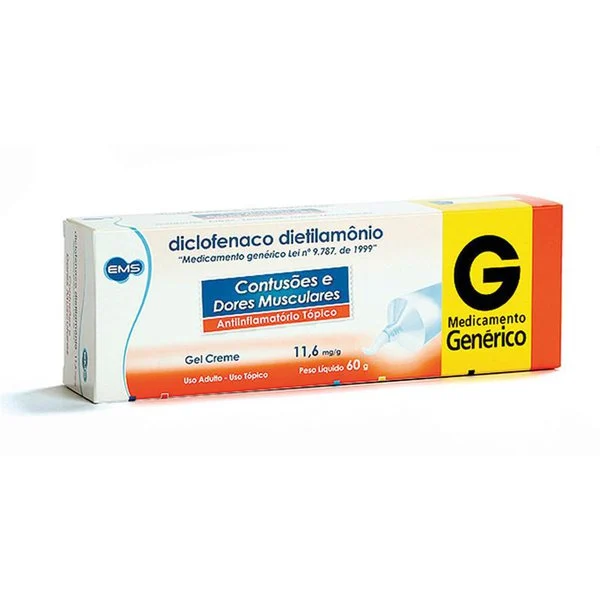 EMS
diclofenaco dietilamônio
"Medicamento genérico Lei nº 9.787, de 1999"
Contusões e
Dores Musculares
Antiinflamatório Tópico
Gel Creme
11,6 mg/g
Uso Adulto - Uso Tópico
Peso Líquido 60 g
G
Medicamento
Genérico